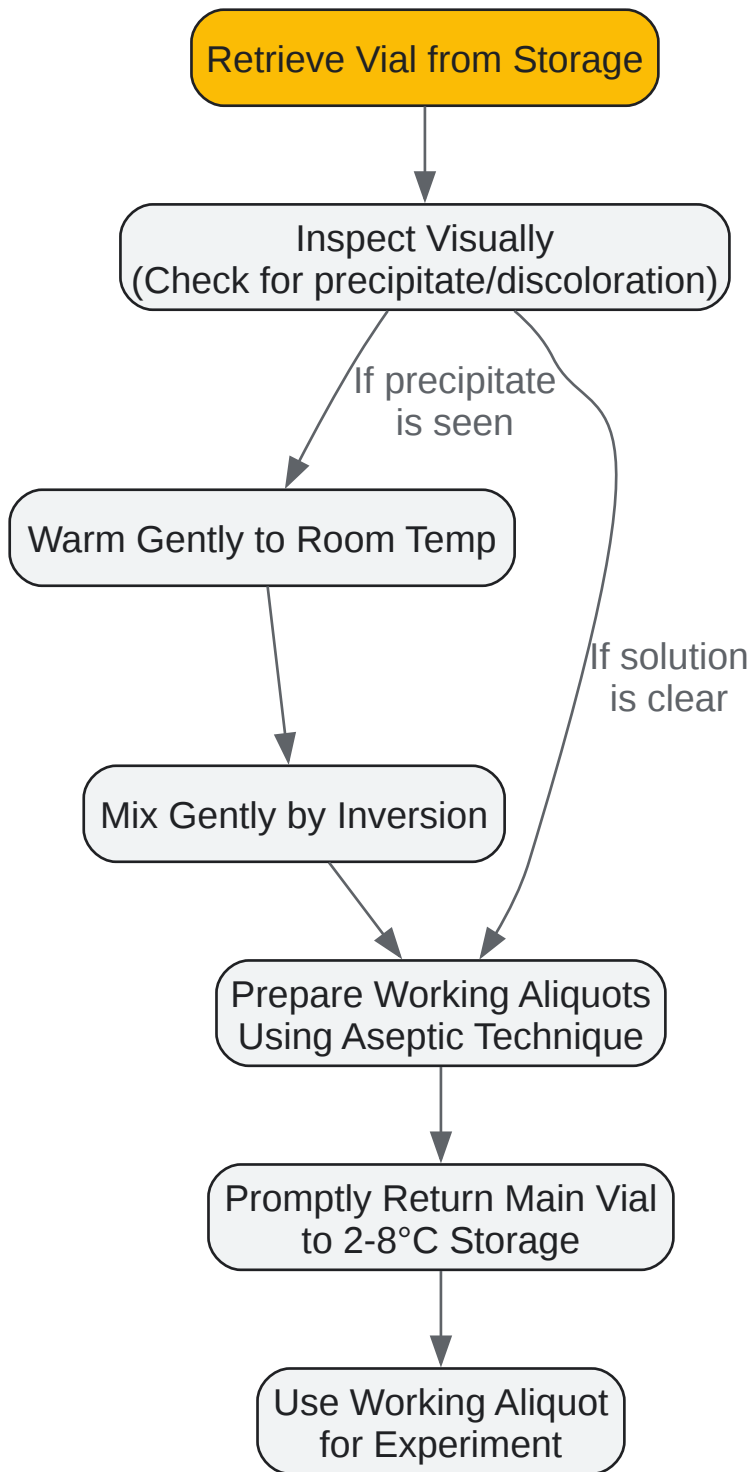 Retrieve Vial from Storage
Inspect Visually
(Check for precipitate/discoloration)
If precipitate
is seen
Warm Gently to Room Temp
If solution
is clear
Mix Gently by Inversion
Prepare Working Aliquots
Using Aseptic Technique
Promptly Return Main Vial
to 2-8°C Storage
Use Working Aliquot
for Experiment